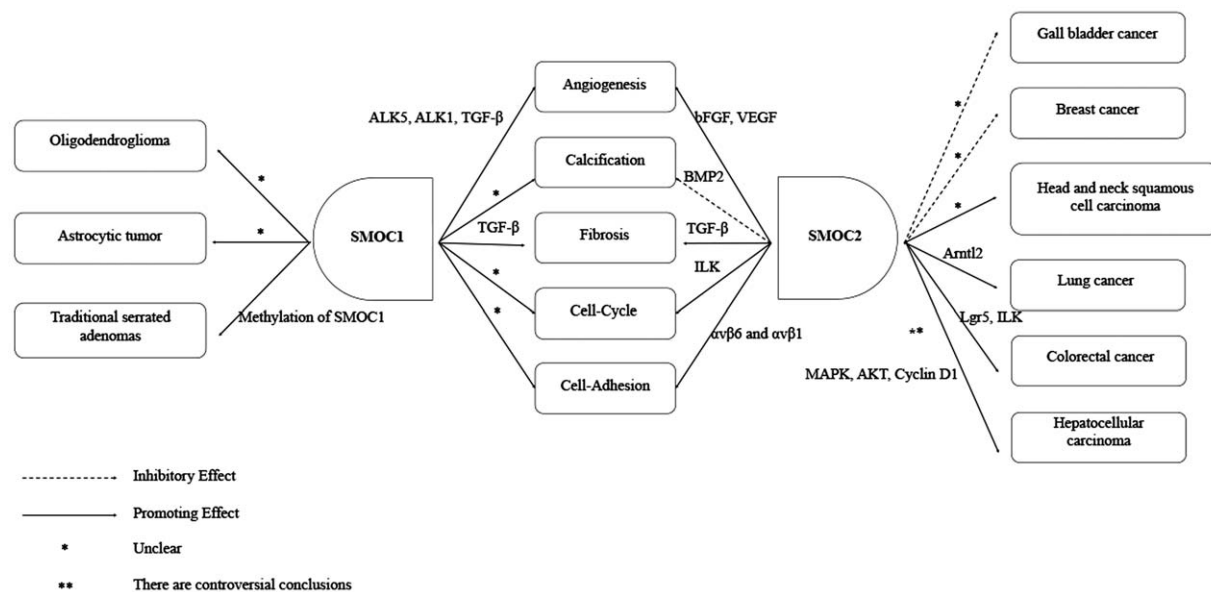 Oligodendroglioma
*
Astrocytic tumor
*
Traditional serrated
adenomas
Methylation of SMOC1
SMOC1
ALK5, ALK1, TGF-β
*
TGF-β
*
*
Angiogenesis
Calcification
Fibrosis
Cell-Cycle
Cell-Adhesion
bFGF, VEGF
BMP2
TGF-β
ILK
αvβ6 and αvβ1
SMOC2
*
*
*
Arntl2
Lgr5, ILK
**
MAPK, AKT, Cyclin D1
Gall bladder cancer
Breast cancer
Head and neck squamous
cell carcinoma
Lung cancer
Colorectal cancer
Hepatocellular
carcinoma
Inhibitory Effect
Promoting Effect
* Unclear
** There are controversial conclusions